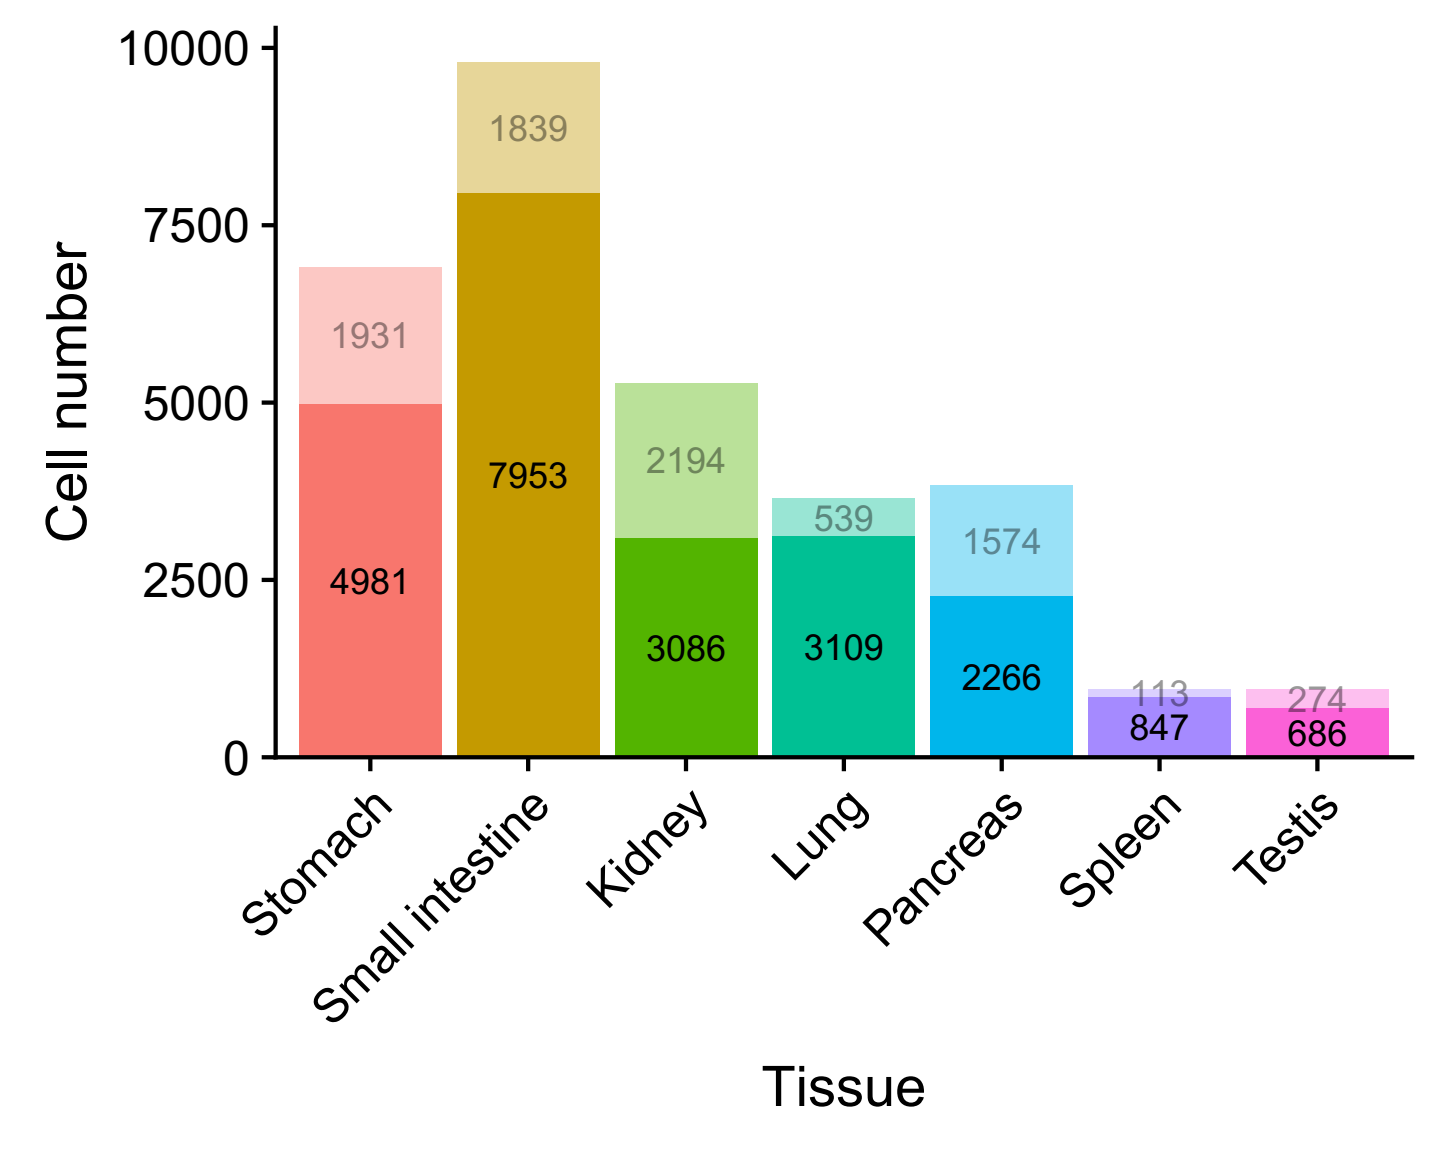 Cell number
10000
7500
5000
2500
0
1931
4981
1839
7953
2194
3086
539
3109
1574
2266
113
847
274
686
Stomach
Small intestine
Kidney
Lung
Pancreas
Spleen
Testis
Tissue